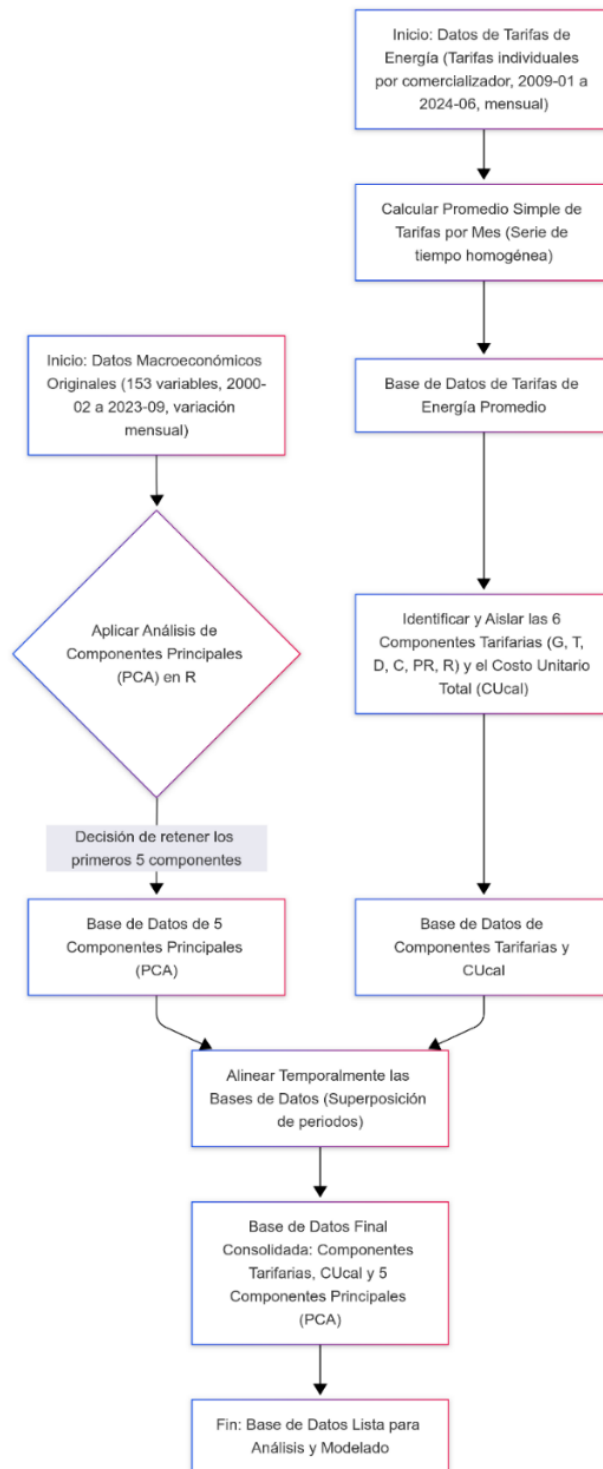 Inicio: Datos de Tarifas de
Energía (Tarifas individuales
por comercializador, 2009-01 a
2024-06, mensual)
Calcular Promedio Simple de
Tarifas por Mes (Serie de
tiempo homogénea)
Inicio: Datos Macroeconómicos
Originales (153 variables, 2000-
02 a 2023-09, variación
mensual)
Base de Datos de Tarifas de
Energía Promedio
Aplicar Análisis de
Componentes Principales
(PCA) en R
Identificar y Aislar las 6
Componentes Tarifarias (G, T,
D, C, PR, R) y el Costo Unitario
Total (CUcal)
Decisión de retener los
primeros 5 componentes
Base de Datos de 5
Componentes Principales
(PCA)
Base de Datos de
Componentes Tarifarias y
CUcal
Alinear Temporalmente las
Bases de Datos (Superposición
de periodos)
Base de Datos Final
Consolidada: Componentes
Tarifarias, CUcal y 5
Componentes Principales
(PCA)
Fin: Base de Datos Lista para
Análisis y Modelado